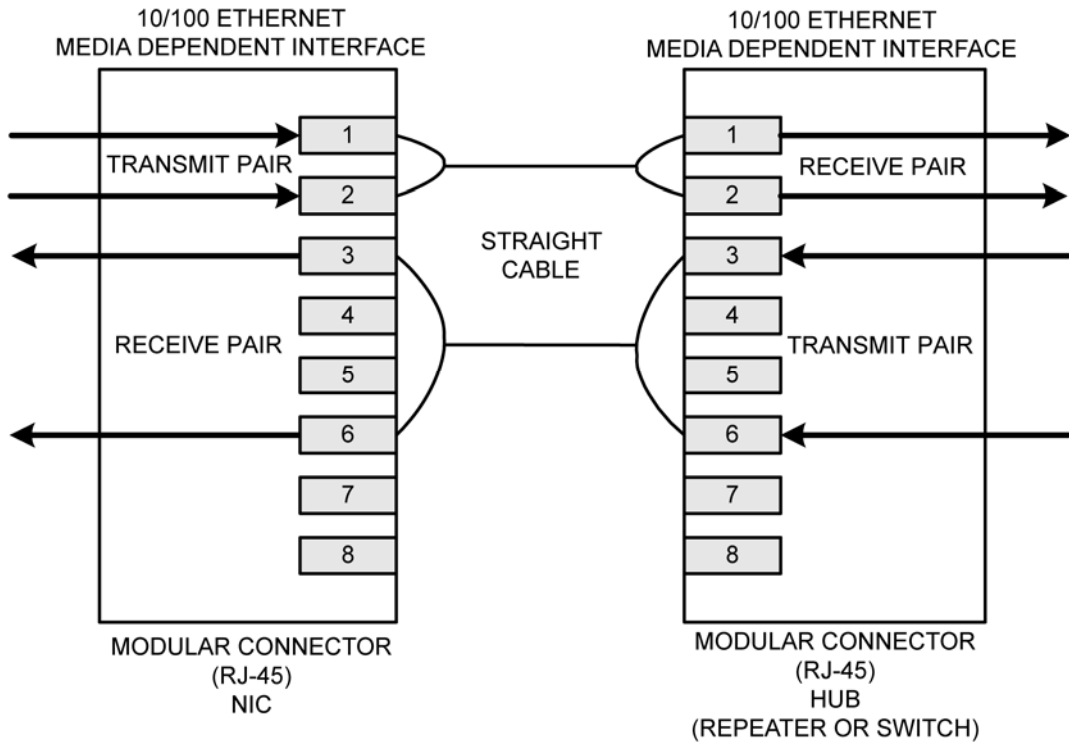 10/100 ETHERNET
MEDIA DEPENDENT INTERFACE
1
TRANSMIT PAIR
2
3
4
RECEIVE PAIR
5
6
7
8
MODULAR CONNECTOR
(RJ-45)
NIC
STRAIGHT
CABLE
10/100 ETHERNET
MEDIA DEPENDENT INTERFACE
1
RECEIVE PAIR
2
3
4
TRANSMIT PAIR
5
6
7
8
MODULAR CONNECTOR
(RJ-45)
HUB
(REPEATER OR SWITCH)